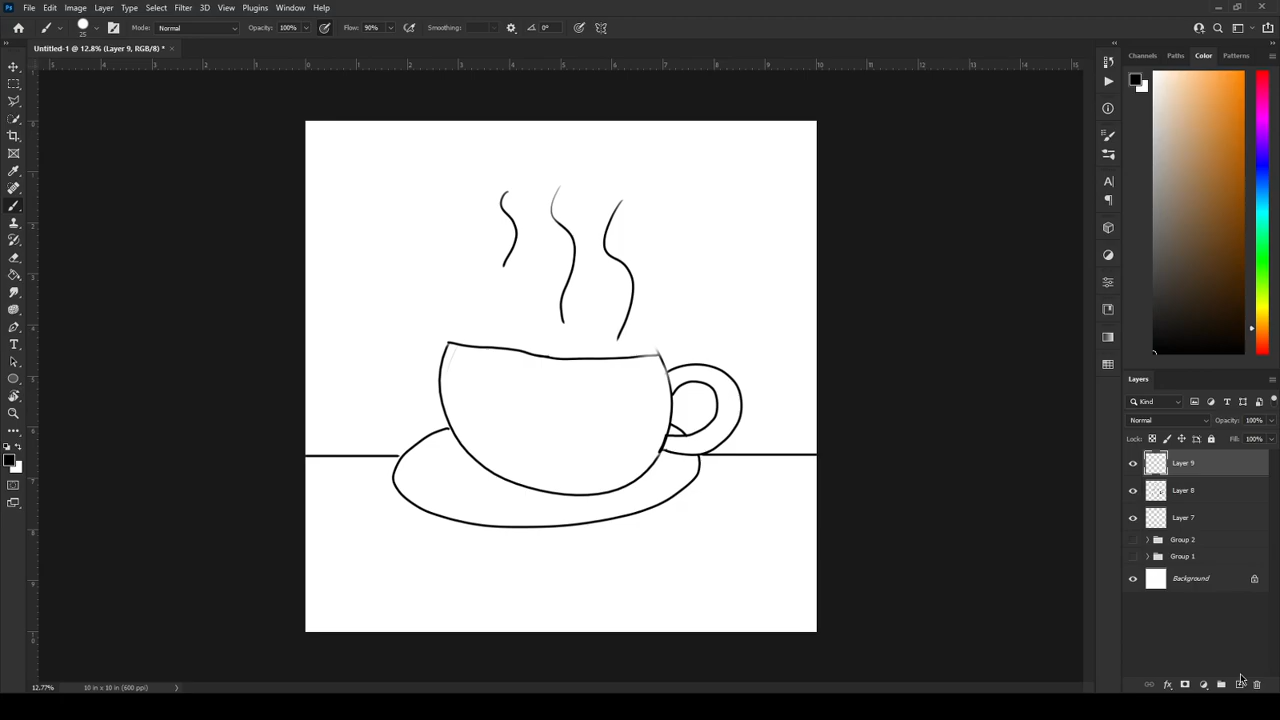 Ps File Edit Image Layer Type Select Filter 3D View Plugins Window Help
25 Mode: Normal Opacity: 100% Flow: 90% Smoothing: 0°
Untitled-1 @ 12.8% (Layer 9, RGB/8) * ×
Channels Paths Color Patterns
Layers
Kind
Normal Opacity: 100%
Lock: Fill: 100%
Layer 9
Layer 8
Layer 7
Group 2
Group 1
Background
12.77% 10 in x 10 in (600 ppi)